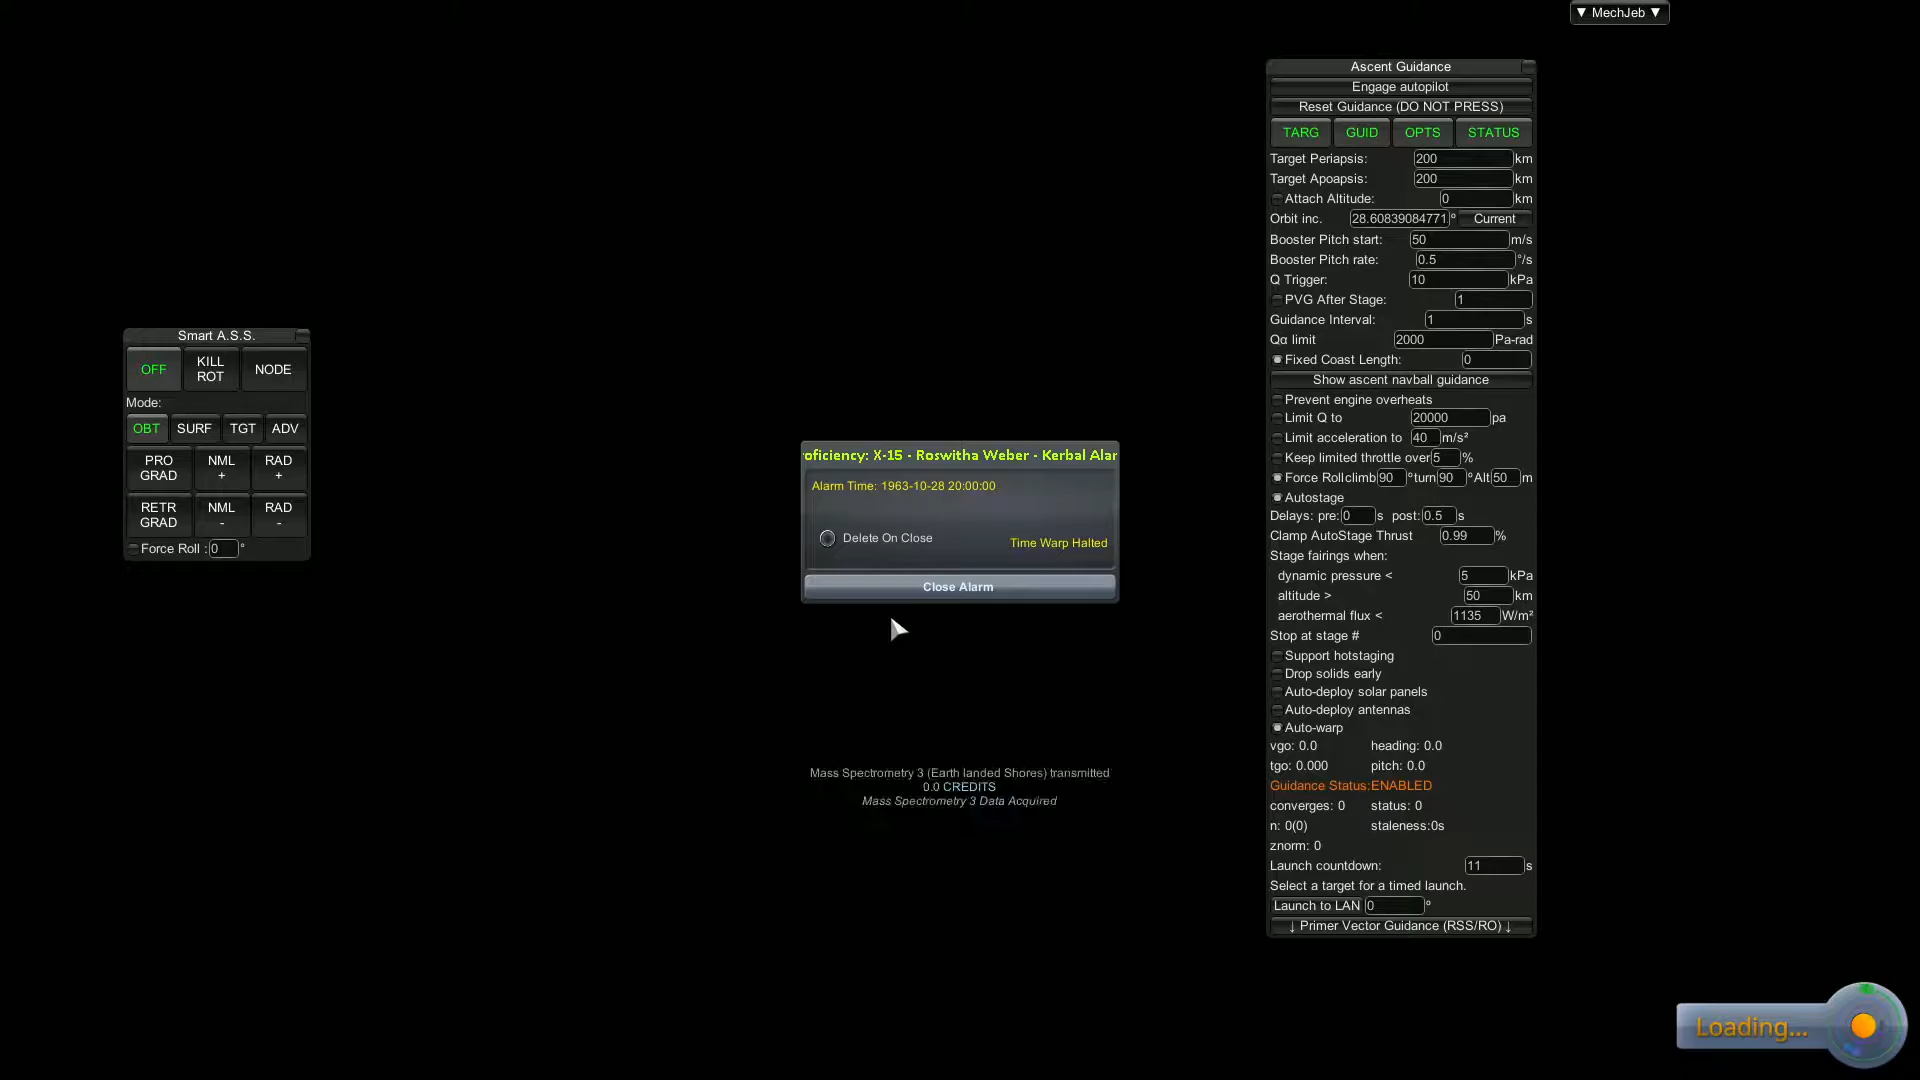 ▼ MechJeb ▼
Smart A.S.S.
OFF
KILL
ROT
NODE
Mode:
OBT SURF TGT ADV
PRO
GRAD
NML
+
RAD
+
RETR
GRAD
NML
-
RAD
-
Force Roll : 0 °
oficiency: X-15 - Roswitha Weber - Kerbal Alar
Alarm Time: 1963-10-28 20:00:00
Delete On Close
Time Warp Halted
Close Alarm
Mass Spectrometry 3 (Earth landed Shores) transmitted
0.0 CREDITS
Mass Spectrometry 3 Data Acquired
Ascent Guidance
Engage autopilot
Reset Guidance (DO NOT PRESS)
TARG GUID OPTS STATUS
Target Periapsis: 200 km
Target Apoapsis: 200 km
Attach Altitude: 0 km
Orbit inc. 28.60839084771 ° Current
Booster Pitch start: 50 m/s
Booster Pitch rate: 0.5 °/s
Q Trigger: 10 kPa
PVG After Stage: 1
Guidance Interval: 1 s
Qα limit 2000 Pa-rad
Fixed Coast Length: 0
Show ascent navball guidance
Prevent engine overheats
Limit Q to 20000 pa
Limit acceleration to 40 m/s²
Keep limited throttle over 5 %
Force Roll climb 90 ° turn 90 ° Alt 50 m
Autostage
Delays: pre: 0 s post: 0.5 s
Clamp AutoStage Thrust 0.99 %
Stage fairings when:
dynamic pressure < 5 kPa
altitude > 50 km
aerothermal flux < 1135 W/m²
Stop at stage # 0
Support hotstaging
Drop solids early
Auto-deploy solar panels
Auto-deploy antennas
Auto-warp
vgo: 0.0 heading: 0.0
tgo: 0.000 pitch: 0.0
Guidance Status:ENABLED
converges: 0 status: 0
n: 0(0) staleness:0s
znorm: 0
Launch countdown: 11 s
Select a target for a timed launch.
Launch to LAN 0 °
↓ Primer Vector Guidance (RSS/RO) ↓
Loading...